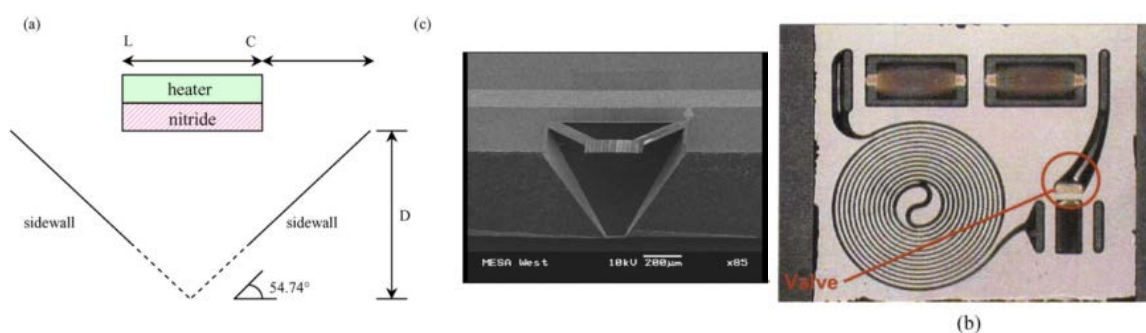 (a)
L
C
heater
nitride
sidewall
sidewall
D
54.74°
(c)
MESA West
10kV
200μm
x85
Valve
(b)